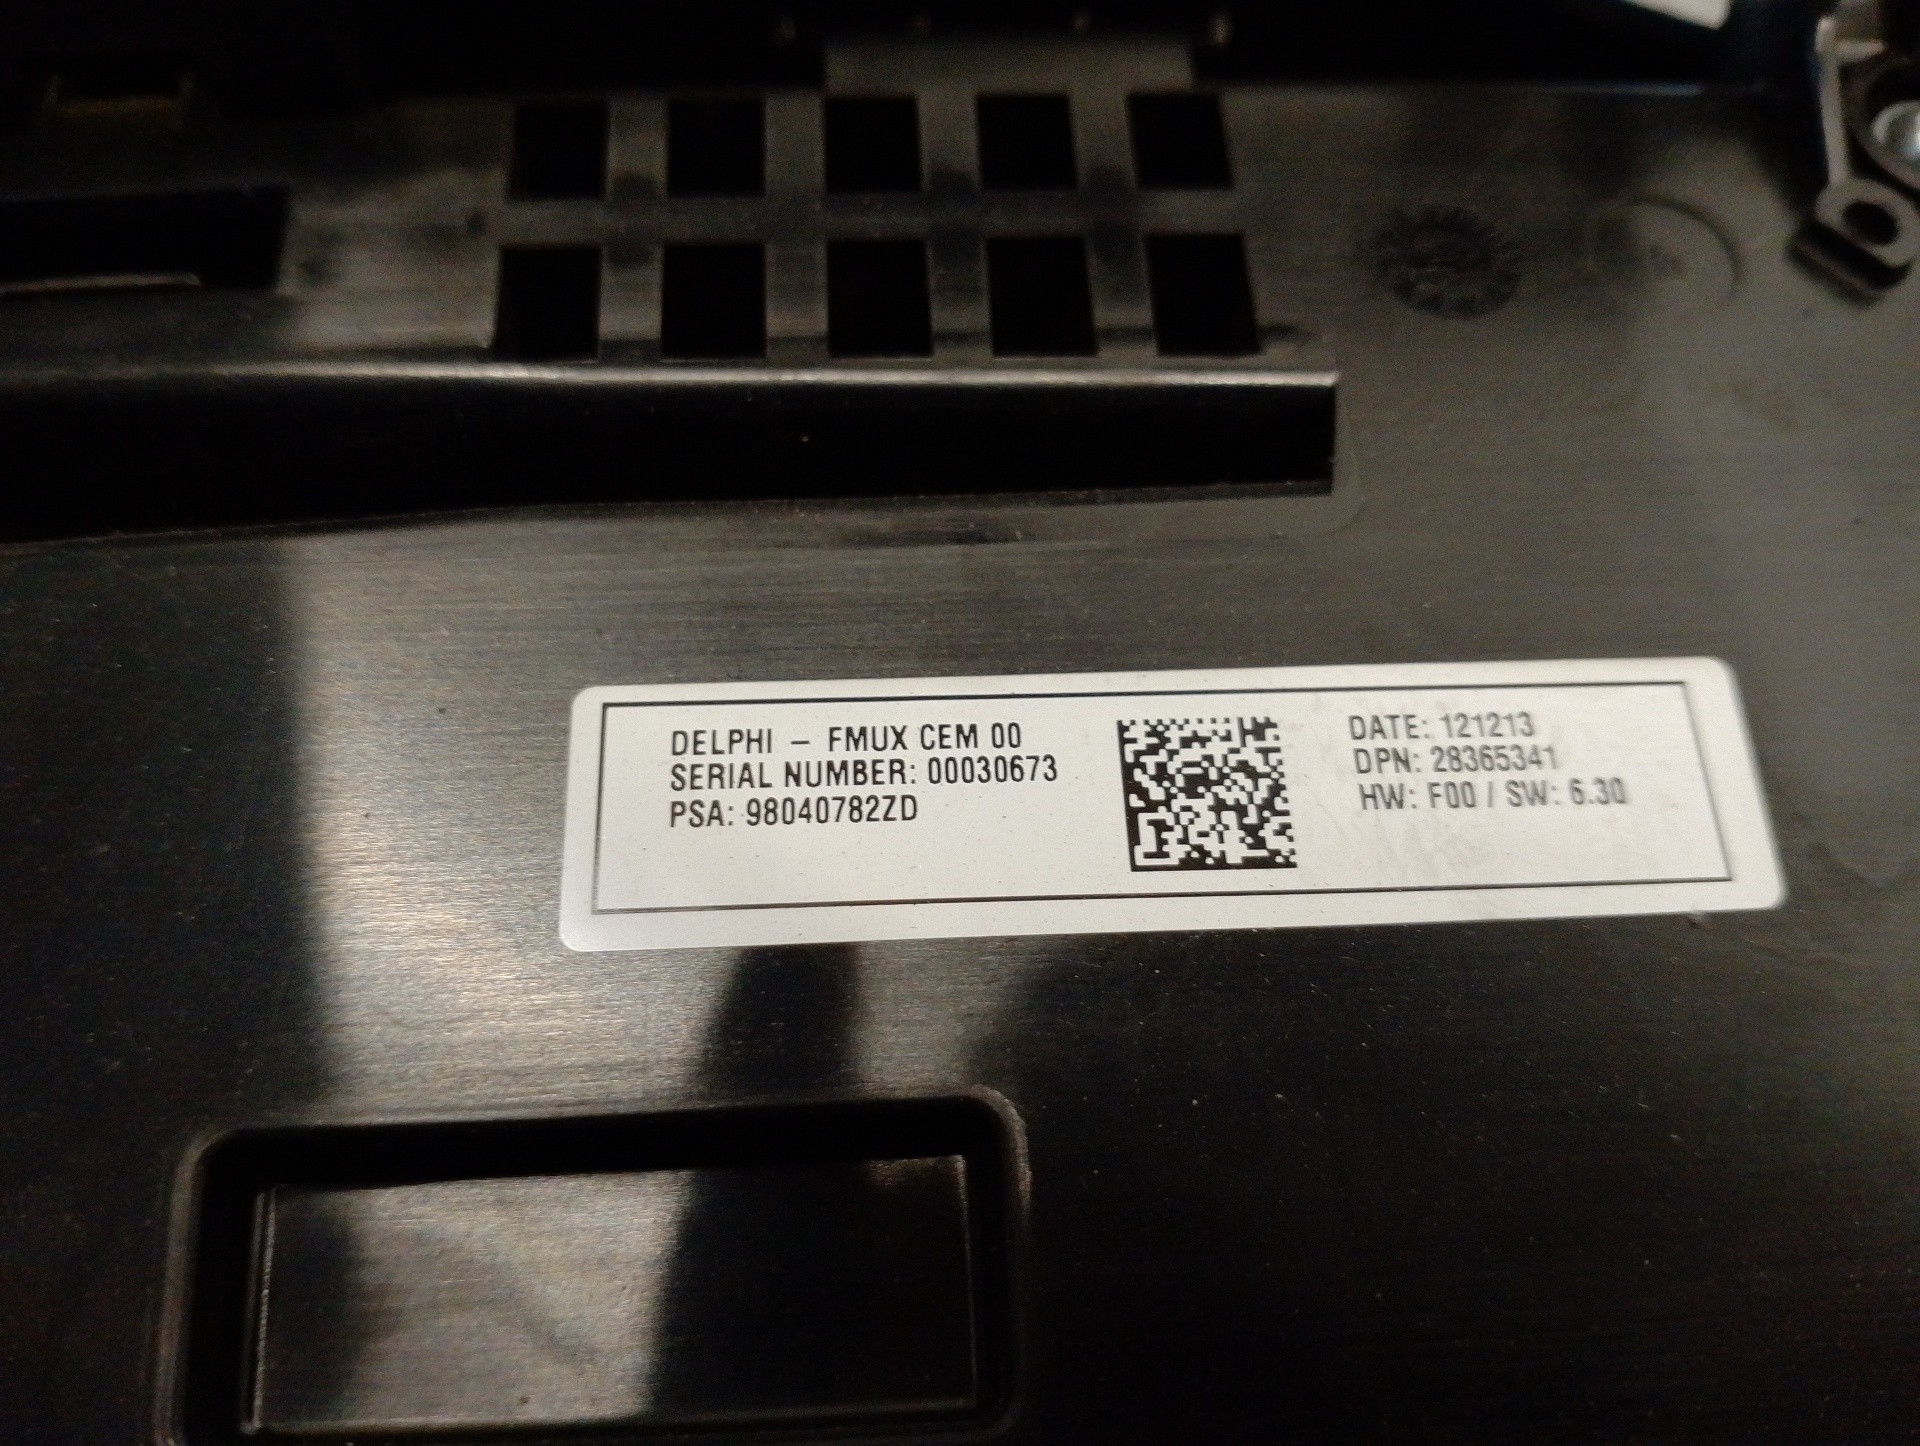 DELPHI – FMUX CEM 00
SERIAL NUMBER: 00030673
PSA: 98040782ZD
DATE: 121213
DPN: 28365341
HW: F00 / SW: 6.30